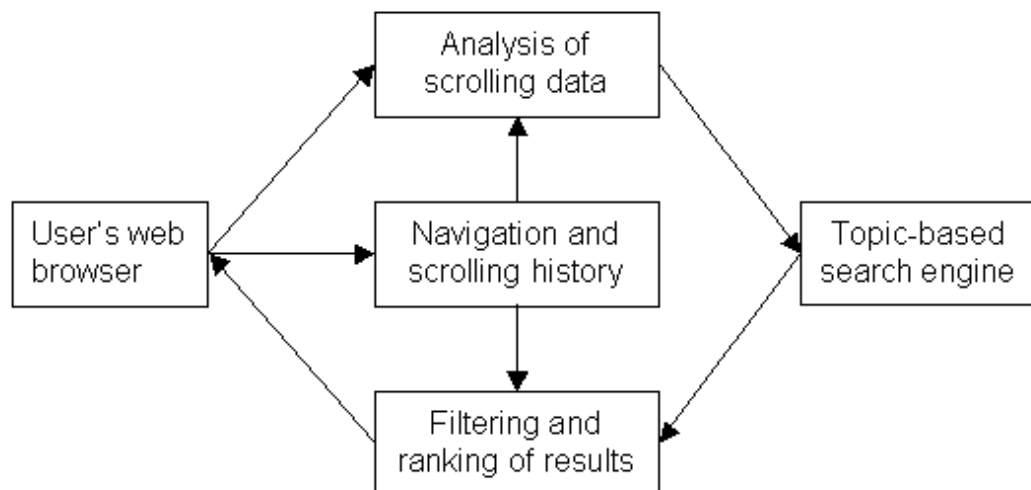 Analysis of
scrolling data
User's web
browser
Navigation and
scrolling history
Topic-based
search engine
Filtering and
ranking of results